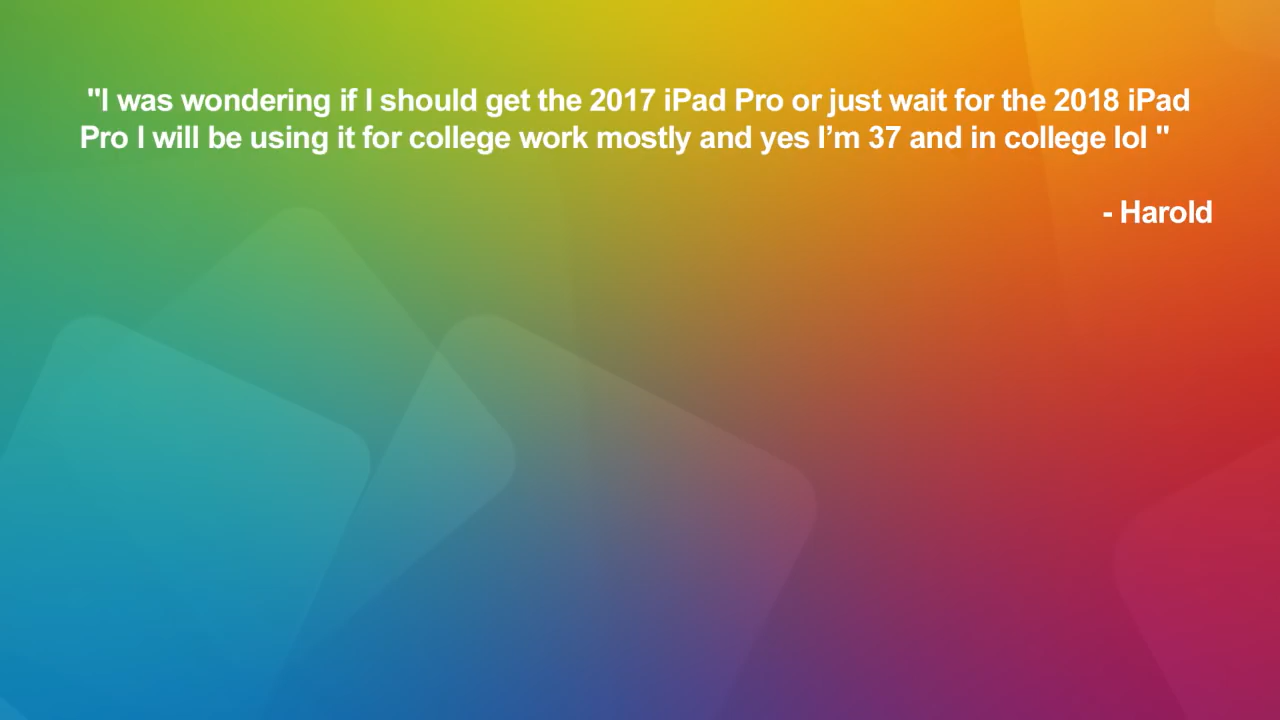 "I was wondering if I should get the 2017 iPad Pro or just wait for the 2018 iPad
Pro I will be using it for college work mostly and yes I’m 37 and in college lol "
- Harold